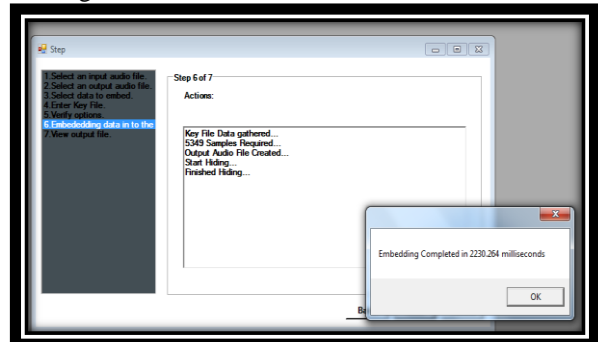 Step
1.Select an input audio file.
2.Select an output audio file.
3.Select data to embed.
4.Enter Key File.
5.Verify options.
6.Embededding data in to the
7.View output file.
Step 6 of 7
Actions:
Key File Data gathered...
5349 Samples Required...
Output Audio File Created...
Start Hiding...
Finished Hiding...
Embedding Completed in 2230.264 milliseconds
OK